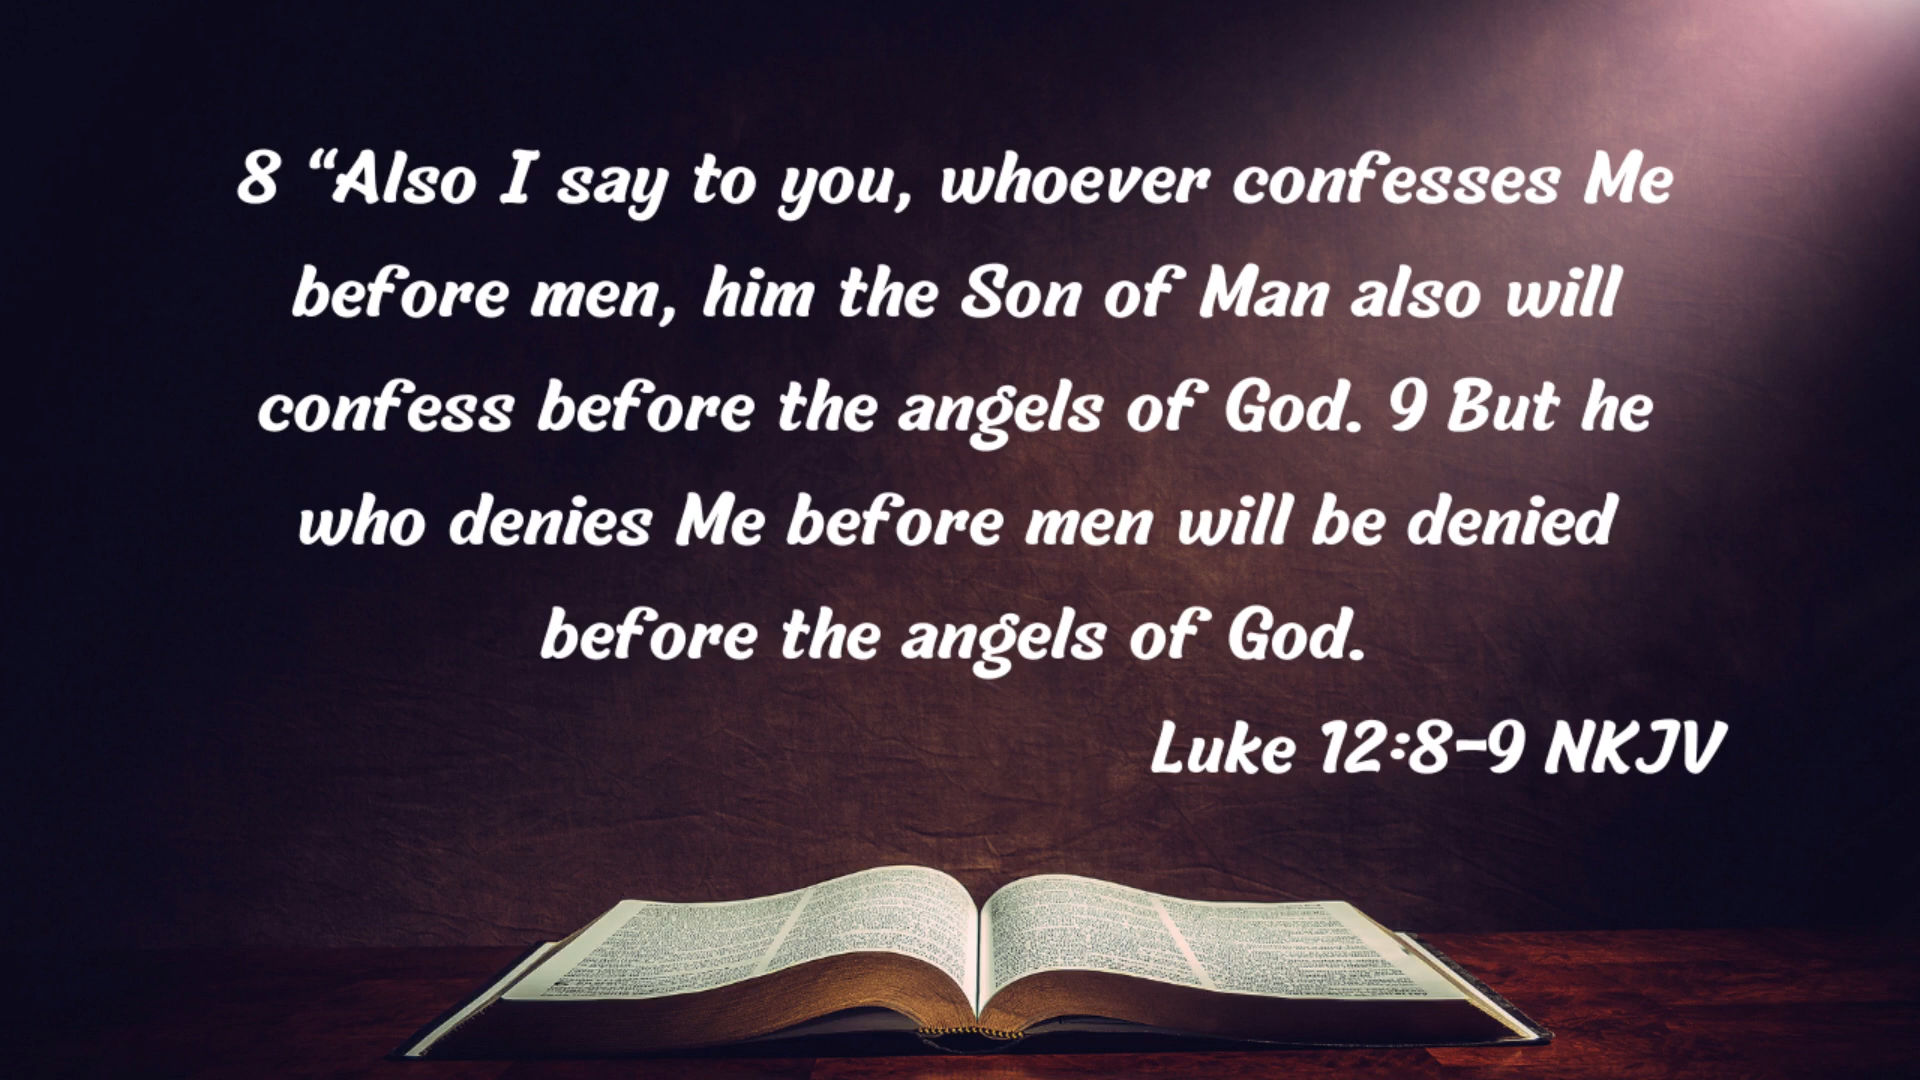 8 “Also I say to you, whoever confesses Me
before men, him the Son of Man also will
confess before the angels of God. 9 But he
who denies Me before men will be denied
before the angels of God.
Luke 12:8-9 NKJV